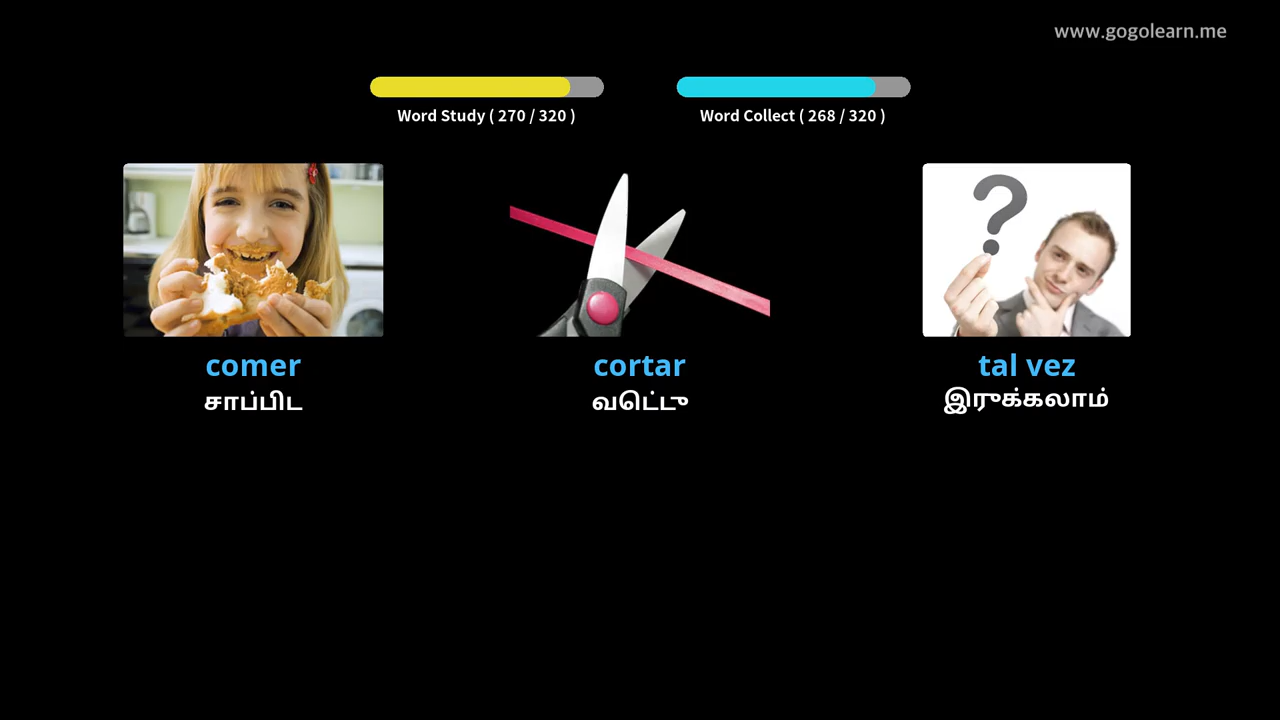 www.gogolearn.me
Word Study ( 270 / 320 )
Word Collect ( 268 / 320 )
comer
cortar
tal vez
சாப்பிட
வெட்டு
இருக்கலாம்